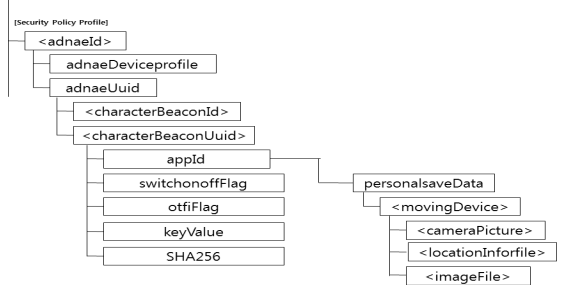 [Security Policy Profile]
<adnaeId>
adnaeDeviceprofile
adnaeUuid
<characterBeaconId>
<characterBeaconUuid>
appId
switchonoffFlag
otfiFlag
keyValue
SHA256
personalsaveData
<movingDevice>
<cameraPicture>
<locationInforfile>
<imageFile>